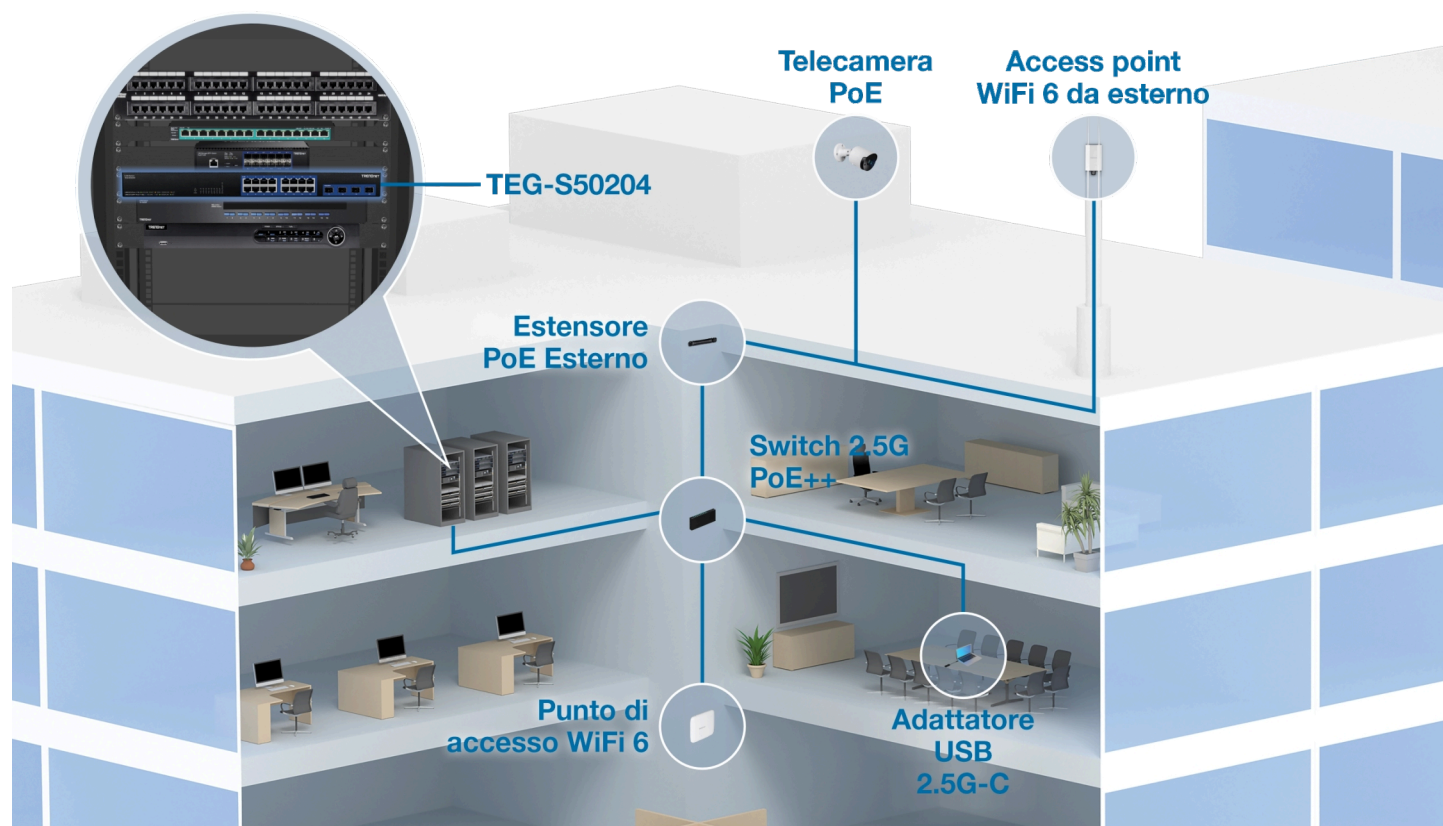 Telecamera
PoE
Access point
WiFi 6 da esterno
TEG-S50204
Estensore
PoE Esterno
Switch 2.5G
PoE++
Punto di
accesso WiFi 6
Adattatore
USB
2.5G-C